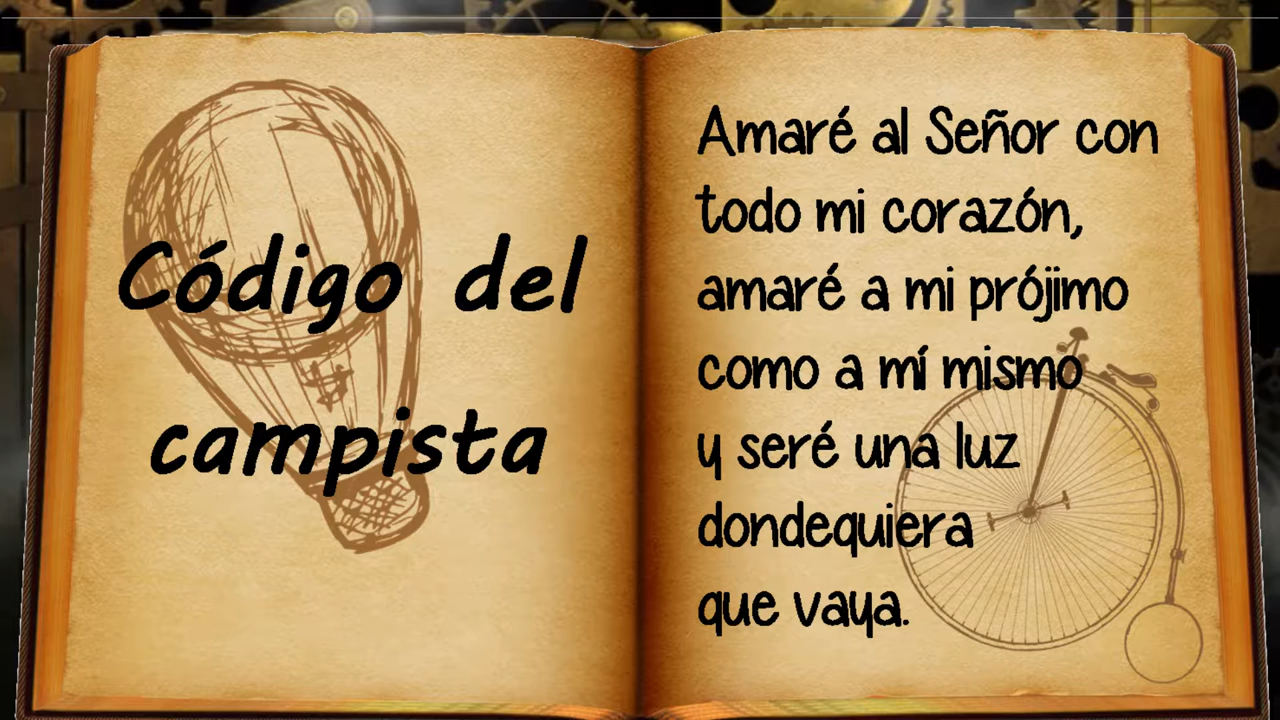 Código del
campista
Amaré al Señor con
todo mi corazón,
amaré a mi prójimo
como a mí mismo
y seré una luz
dondequiera
que vaya.